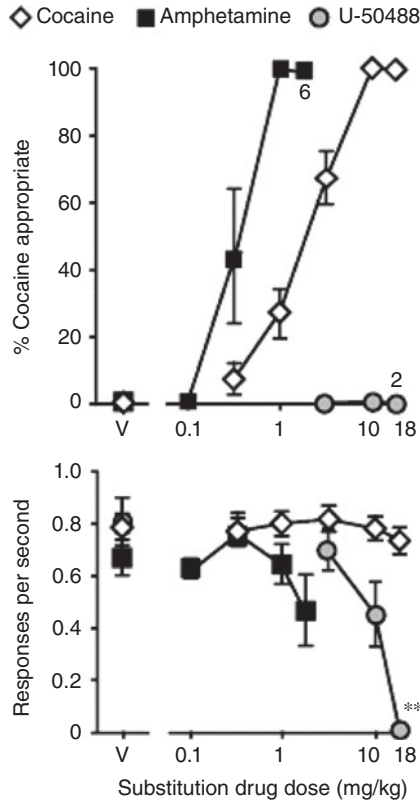 Cocaine Amphetamine U-50488
100
80
60
40
20
0
% Cocaine appropriate
6
2
V 0.1 1 10 18
1.0
0.8
0.6
0.4
0.2
0
Responses per second
**
V 0.1 1 10 18
Substitution drug dose (mg/kg)